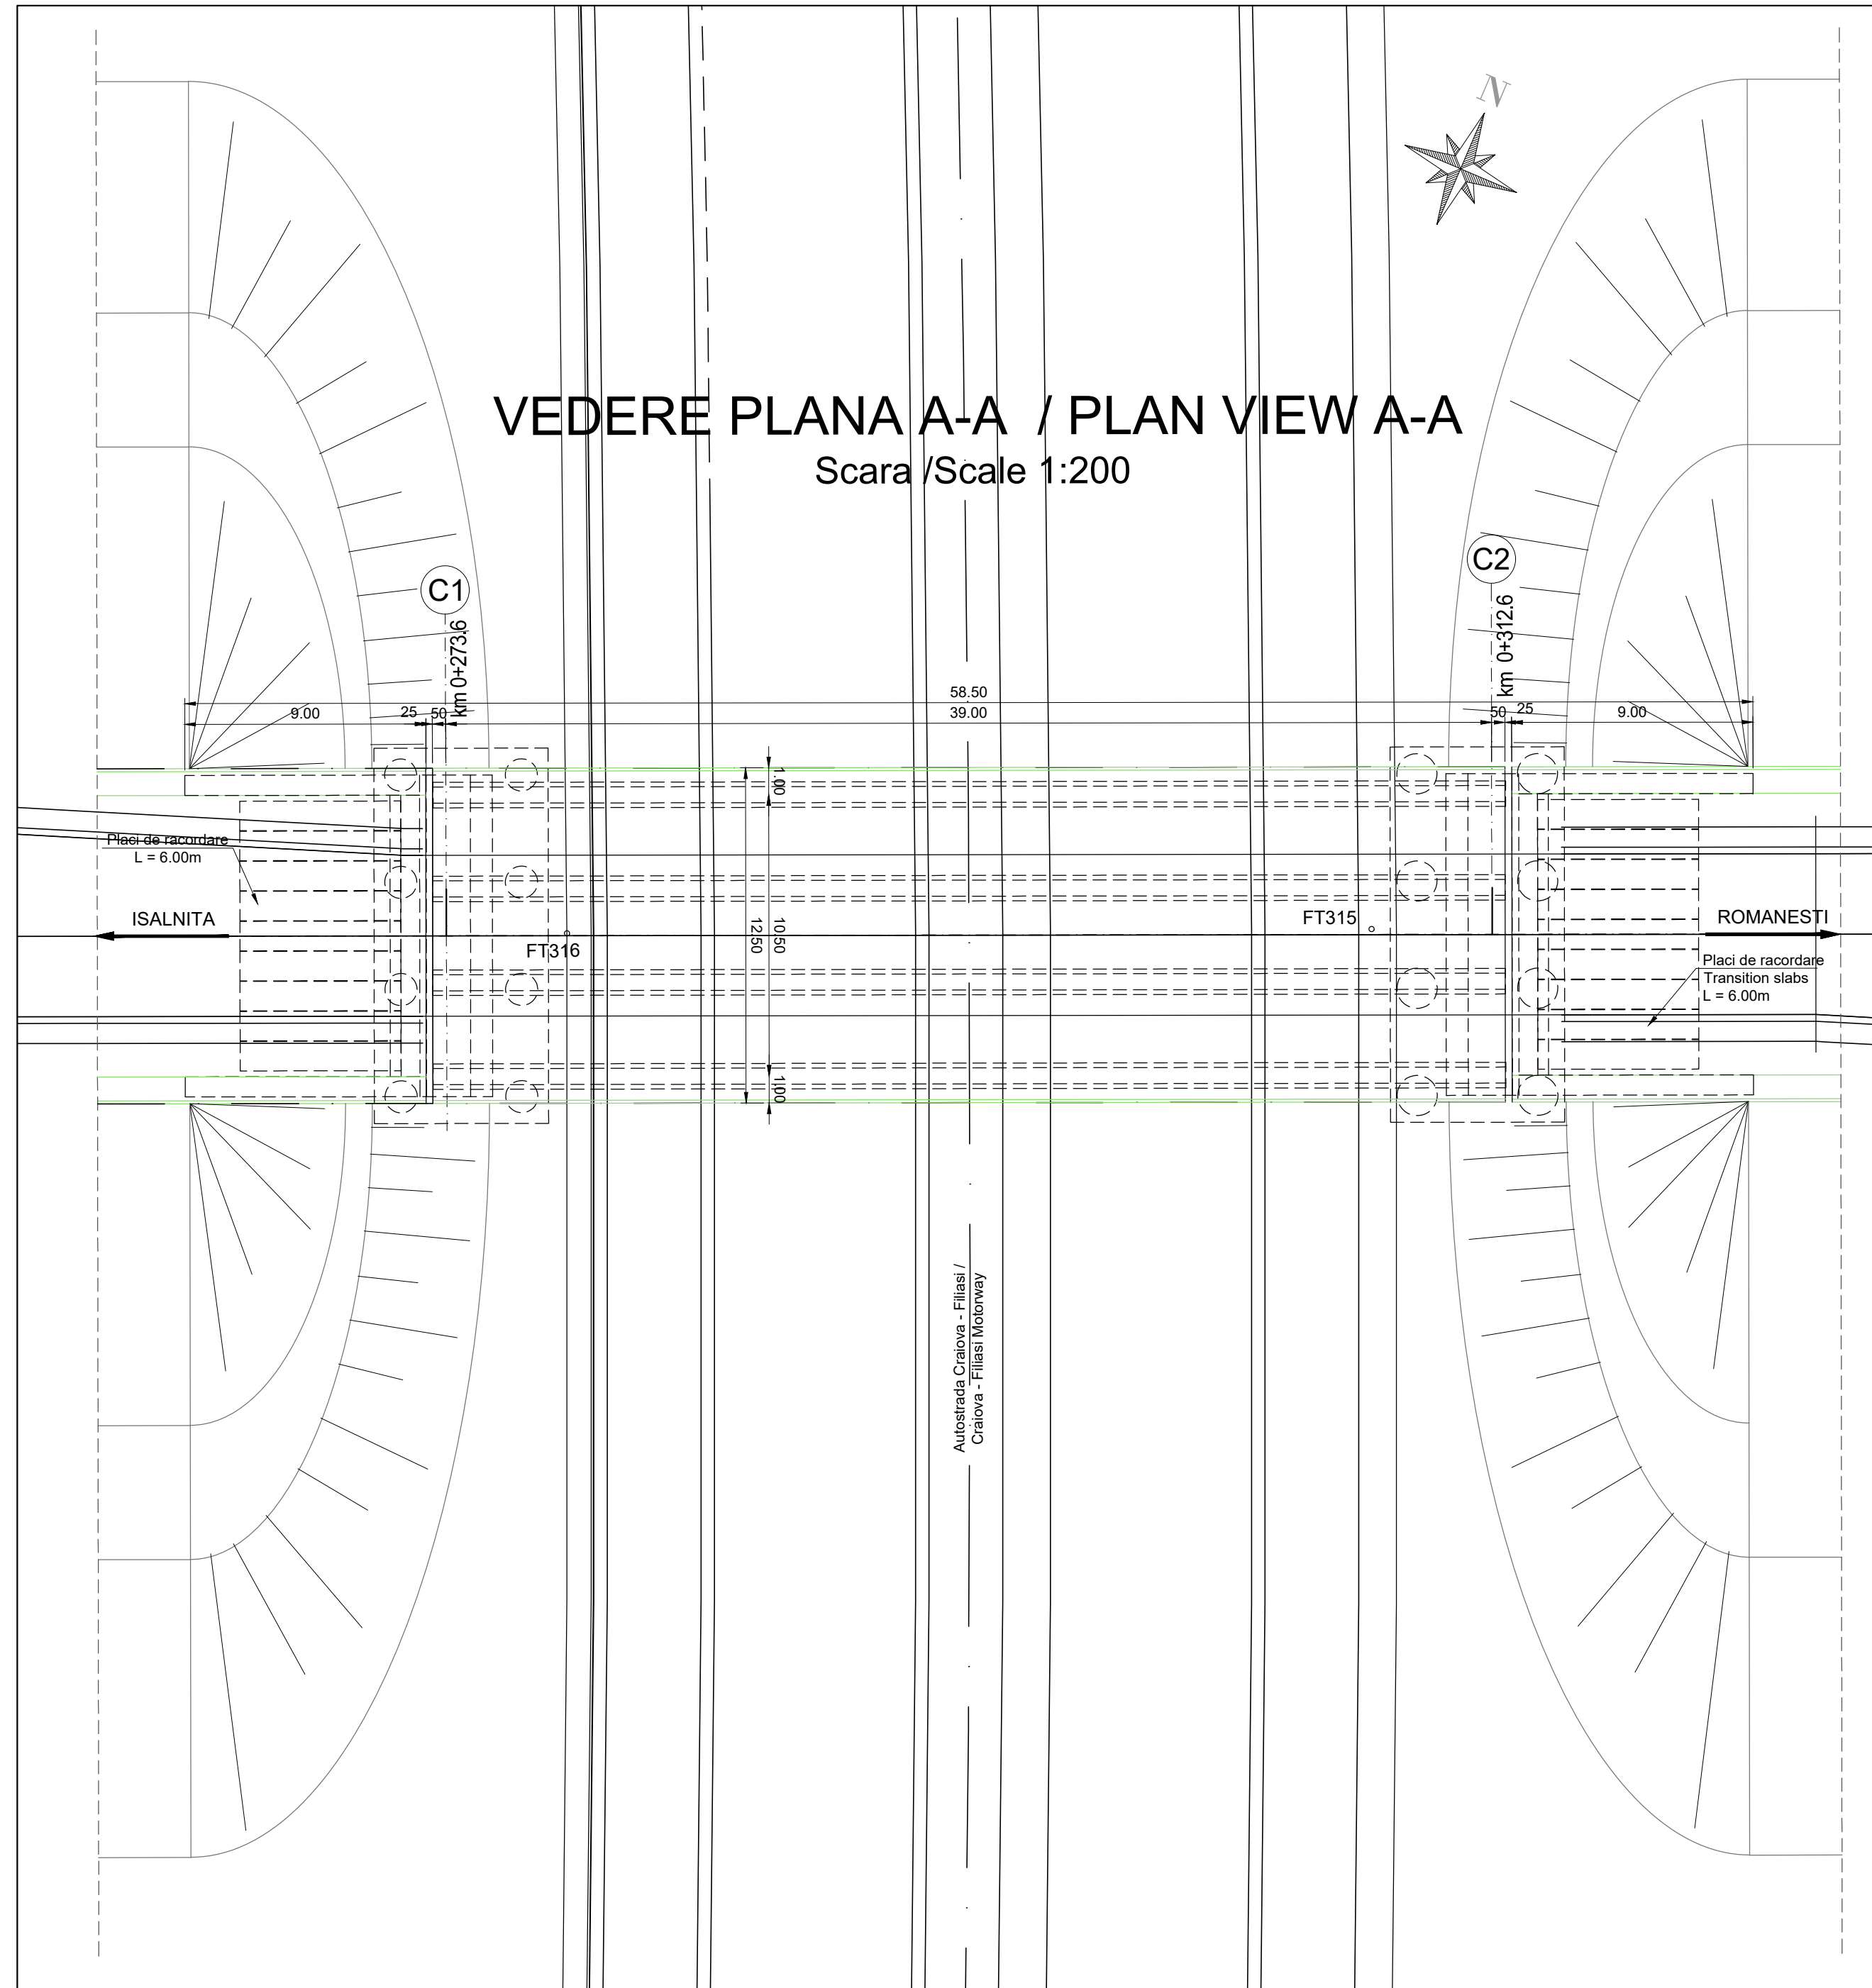 N
VEDERE PLANA A-A / PLAN VIEW A-A
Scara /Scale 1:200
C1
km 0+273.6
C2
km 0+312.6
58.50
9.00
25
50
39.00
50
25
9.00
1.00
10.50
12.50
1.00
Placi de racordare
L = 6.00m
ISALNITA
FT316
FT315
ROMANESTI
Placi de racordare
Transition slabs
L = 6.00m
Autostrada Craiova - Filiasi /
Craiova - Filiasi Motorway